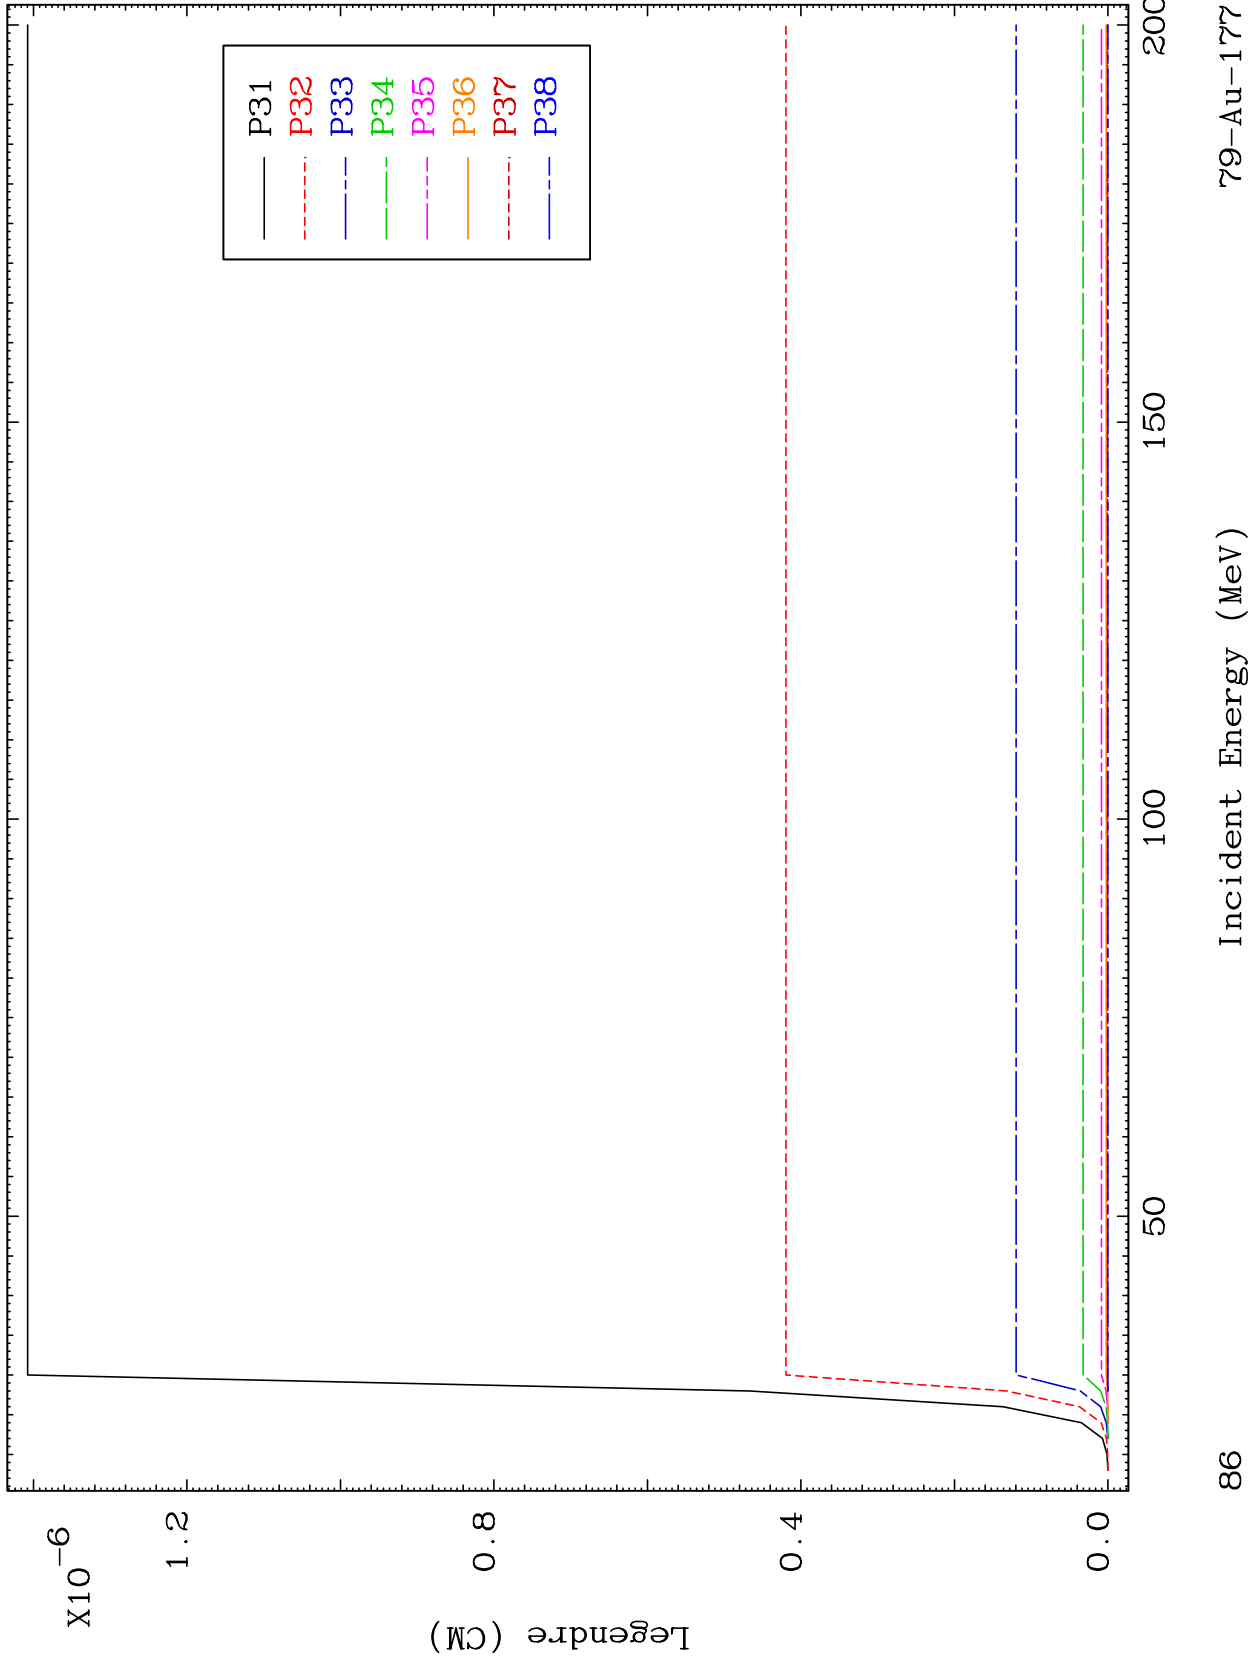 X10-6
1.2
0.8
0.4
0.0
Legendre (CM)
P31
P32
P33
P34
P35
P36
P37
P38
50
100
150
200
Incident Energy (MeV)
86
79-Au-177